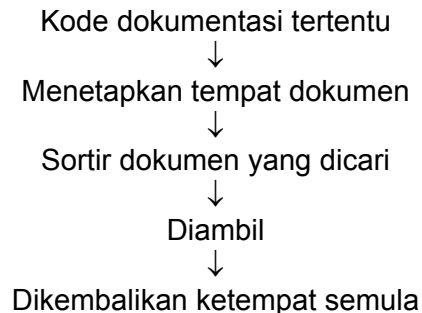 Kode dokumentasi tertentu
↓
Menetapkan tempat dokumen
↓
Sortir dokumen yang dicari
↓
Diambil
↓
Dikembalikan ketempat semula